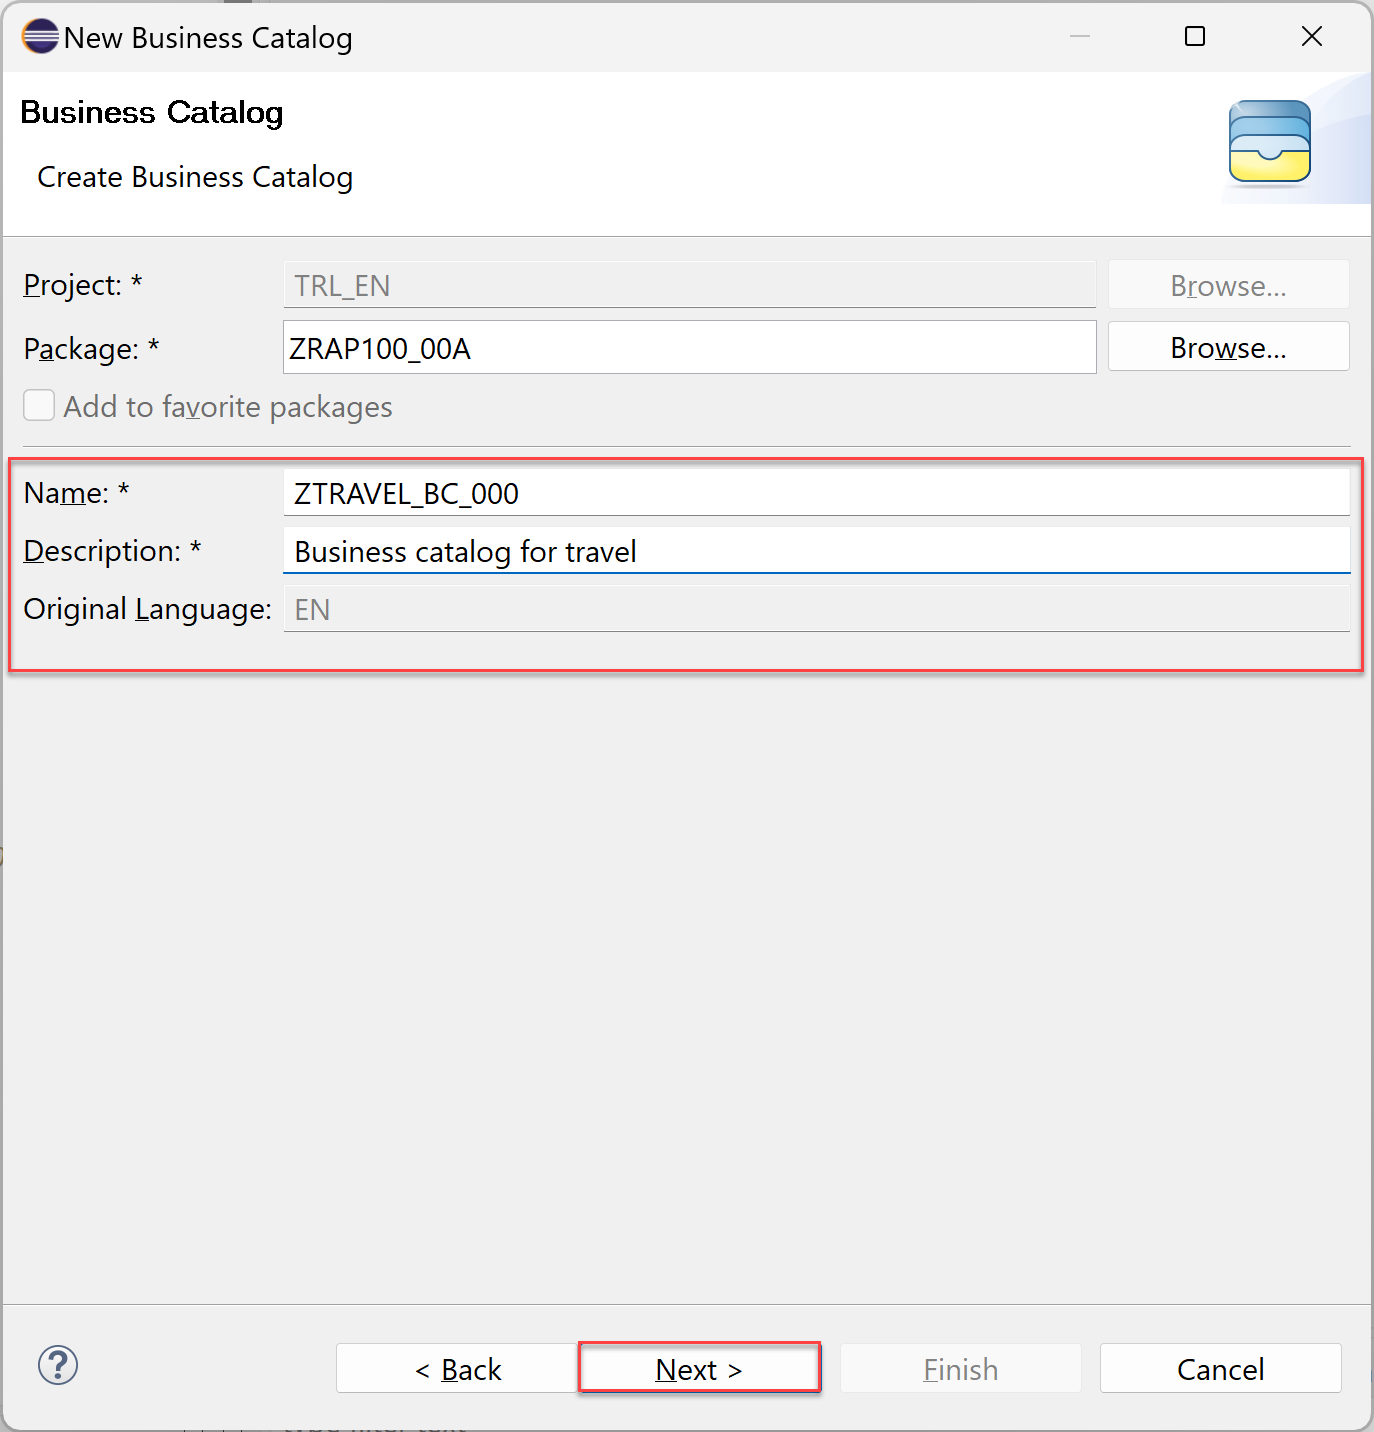 New Business Catalog
Business Catalog
Create Business Catalog
Project: * TRL_EN Browse...
Package: * ZRAP100_00A Browse...
Add to favorite packages
Name: * ZTRAVEL_BC_000
Description: * Business catalog for travel
Original Language: EN
? < Back Next > Finish Cancel